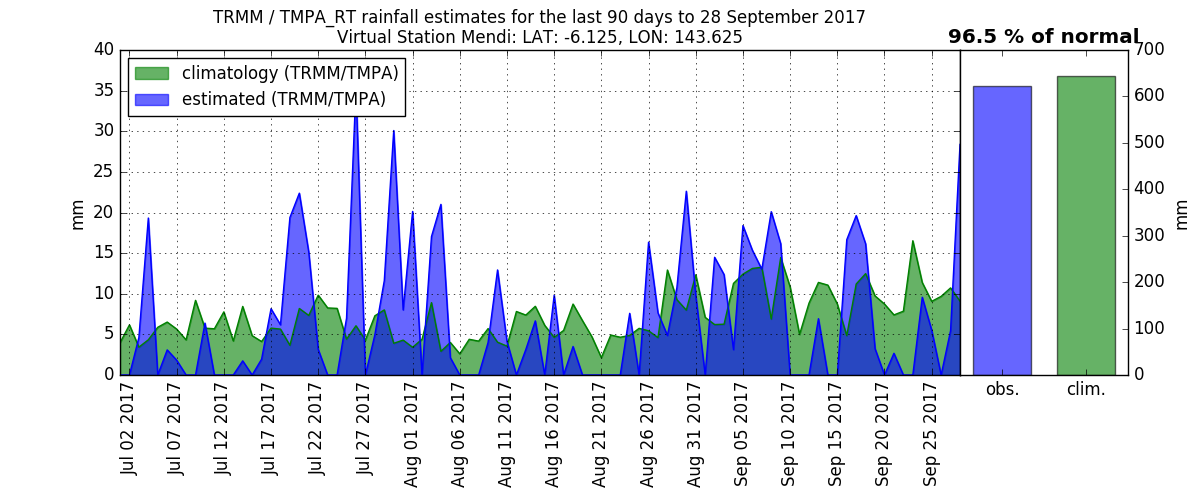 TRMM / TMPA_RT rainfall estimates for the last 90 days to 28 September 2017
Virtual Station Mendi: LAT: -6.125, LON: 143.625
96.5 % of normal
climatology (TRMM/TMPA)
estimated (TRMM/TMPA)
40
35
30
25
20
15
10
5
0
mm
Jul 02 2017
Jul 07 2017
Jul 12 2017
Jul 17 2017
Jul 22 2017
Jul 27 2017
Aug 01 2017
Aug 06 2017
Aug 11 2017
Aug 16 2017
Aug 21 2017
Aug 26 2017
Aug 31 2017
Sep 05 2017
Sep 10 2017
Sep 15 2017
Sep 20 2017
Sep 25 2017
obs.
clim.
700
600
500
400
300
200
100
0
mm